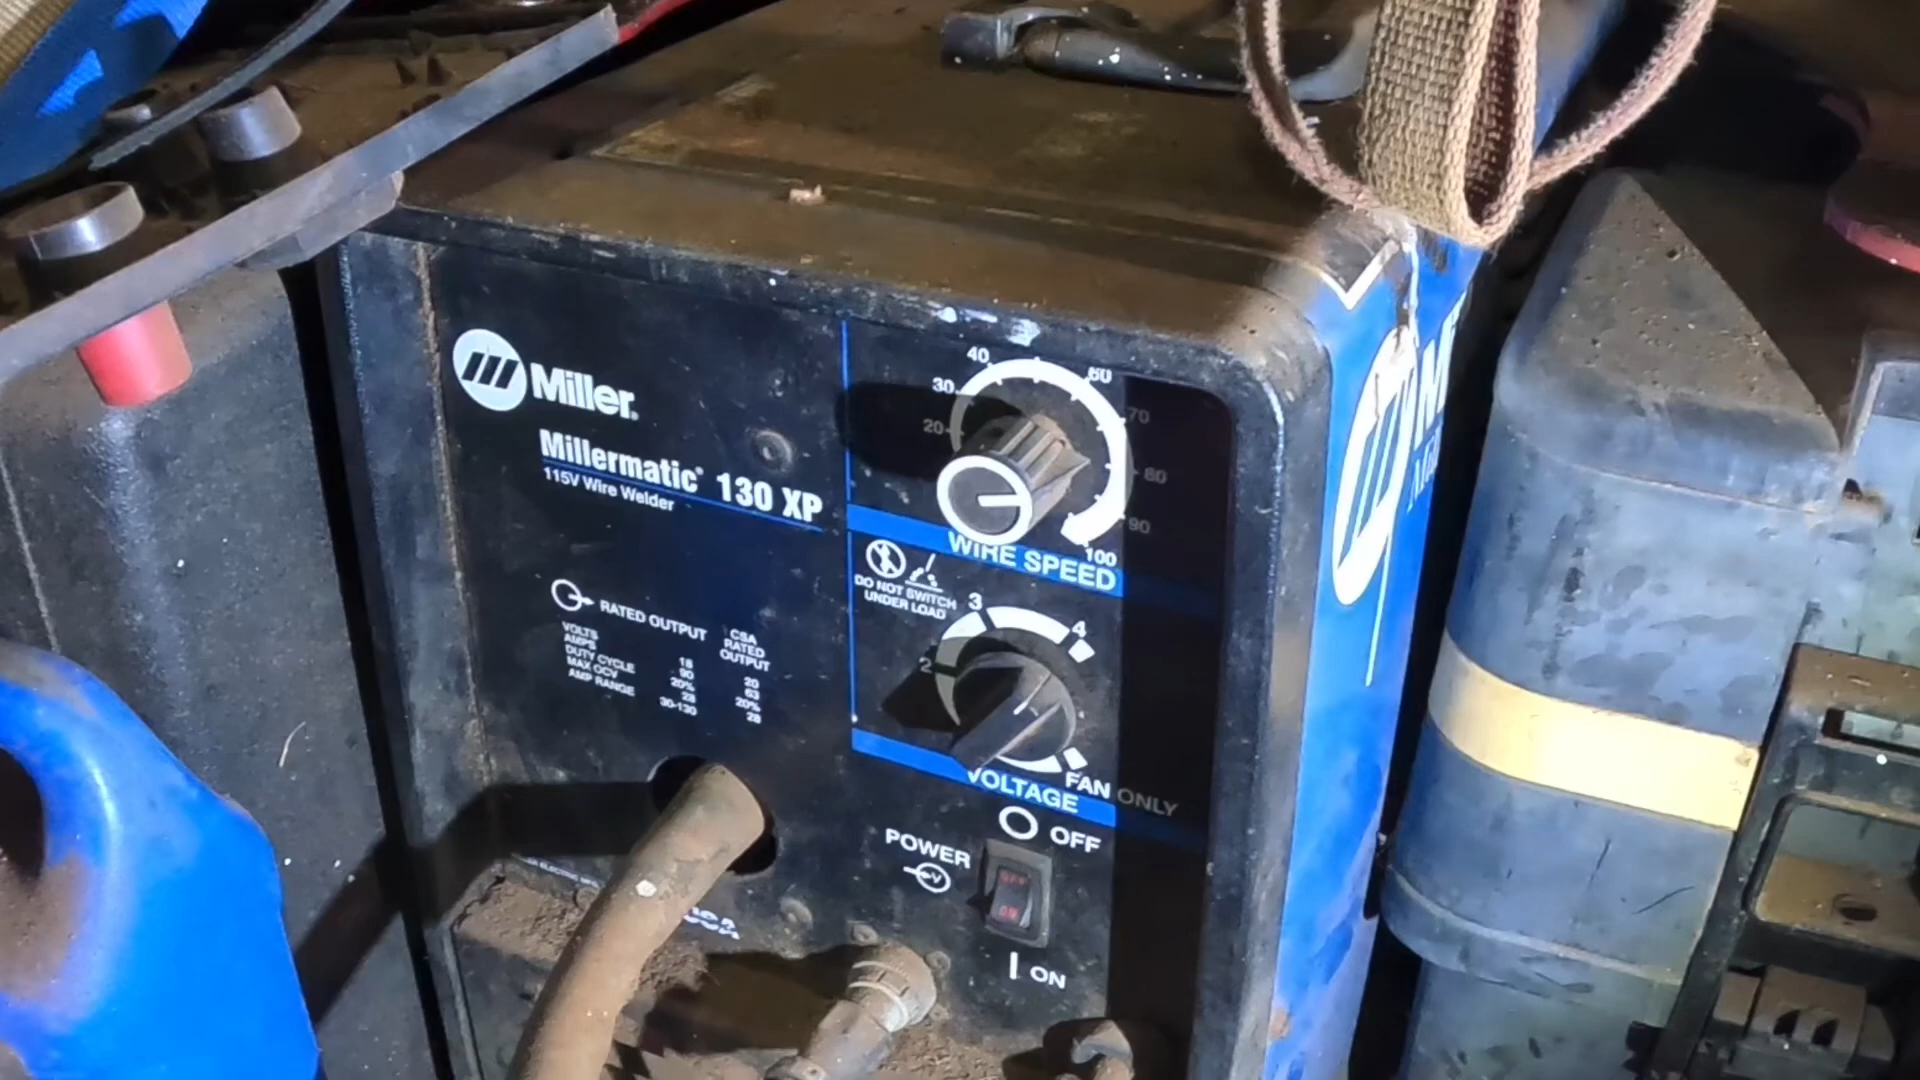 Miller
Millermatic® 130 XP
115V Wire Welder
RATED OUTPUT
CSA
RATED
OUTPUT
VOLTS 18 20
AMPS 90 63
DUTY CYCLE 20% 20%
MAX OCV 28 28
AMP RANGE 30-130
20
30
40
60
70
80
90
100
WIRE SPEED
DO NOT SWITCH
UNDER LOAD
2
3
4
FAN ONLY
VOLTAGE
OFF
POWER
V
OFF
ON
ON